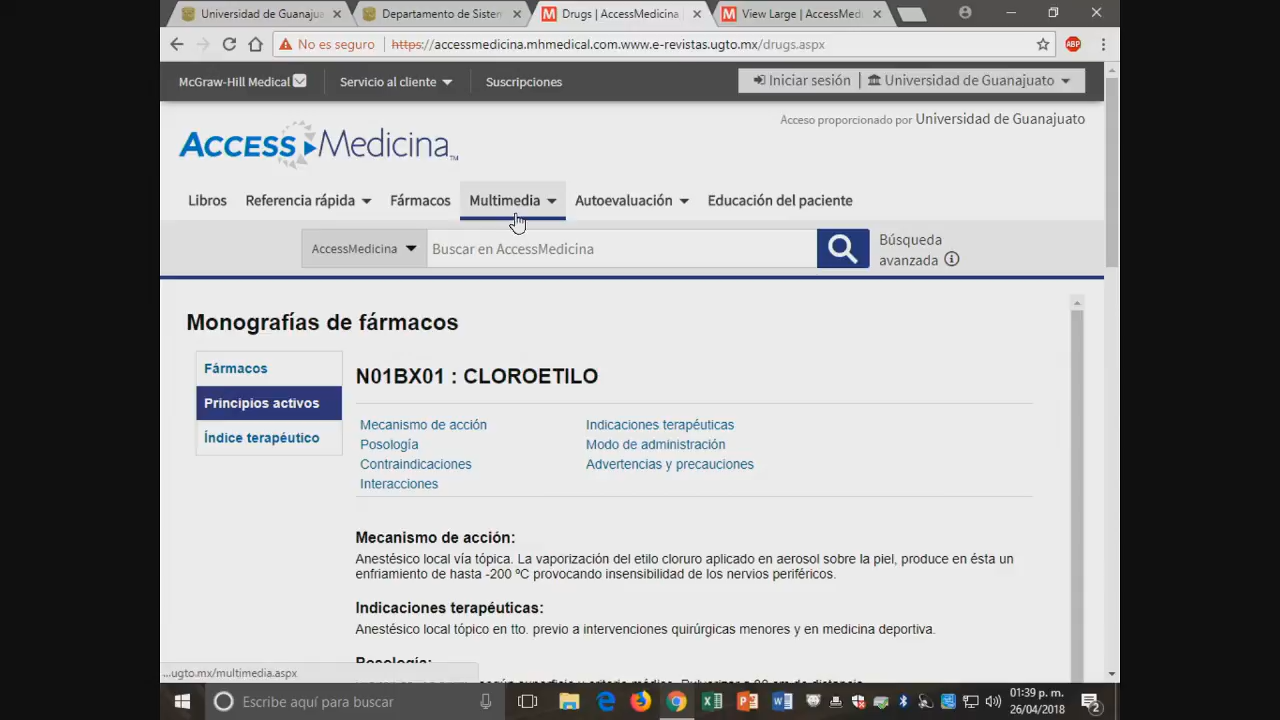 Universidad de Guanajua
Departamento de Sistem
Drugs | AccessMedicina
View Large | AccessMedi
No es seguro
https://accessmedicina.mhmedical.com.www.e-revistas.ugto.mx/drugs.aspx
ABP
McGraw-Hill Medical
Servicio al cliente
Suscripciones
Iniciar sesión
Universidad de Guanajuato
Acceso proporcionado por Universidad de Guanajuato
ACCESS Medicina™
Libros
Referencia rápida
Fármacos
Multimedia
Autoevaluación
Educación del paciente
AccessMedicina
Buscar en AccessMedicina
Búsqueda
avanzada
Monografías de fármacos
Fármacos
Principios activos
Índice terapéutico
N01BX01 : CLOROETILO
Mecanismo de acción
Indicaciones terapéuticas
Posología
Modo de administración
Contraindicaciones
Advertencias y precauciones
Interacciones
Mecanismo de acción:
Anestésico local vía tópica. La vaporización del etilo cloruro aplicado en aerosol sobre la piel, produce en ésta un
enfriamiento de hasta -200 ºC provocando insensibilidad de los nervios periféricos.
Indicaciones terapéuticas:
Anestésico local tópico en tto. previo a intervenciones quirúrgicas menores y en medicina deportiva.
Posología:
...ugto.mx/multimedia.aspx
Escribe aquí para buscar
01:39 p. m.
26/04/2018
2